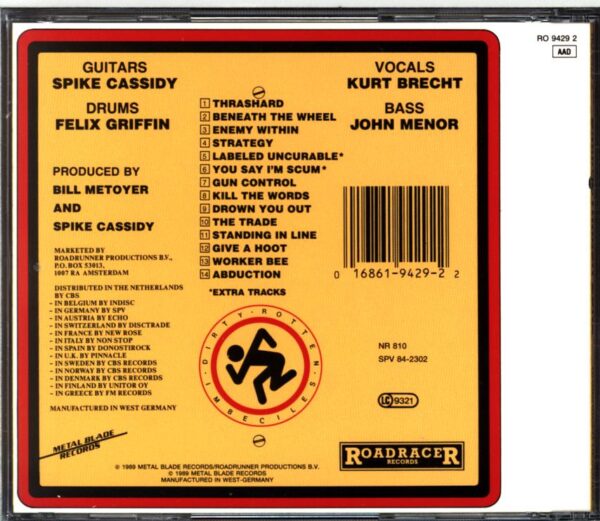 RO 9429 2
AAD
GUITARS
SPIKE CASSIDY
DRUMS
FELIX GRIFFIN
VOCALS
KURT BRECHT
BASS
JOHN MENOR
PRODUCED BY
BILL METOYER
AND
SPIKE CASSIDY
1 THRASHARD
2 BENEATH THE WHEEL
3 ENEMY WITHIN
4 STRATEGY
5 LABELED UNCURABLE*
6 YOU SAY I'M SCUM*
7 GUN CONTROL
8 KILL THE WORDS
9 DROWN YOU OUT
10 THE TRADE
11 STANDING IN LINE
12 GIVE A HOOT
13 WORKER BEE
14 ABDUCTION
*EXTRA TRACKS
MARKETED BY
ROADRUNNER PRODUCTIONS B.V.,
P.O. BOX 53013,
1007 RA AMSTERDAM
DISTRIBUTED IN THE NETHERLANDS
BY CBS
- IN BELGIUM BY INDISC
- IN GERMANY BY SPV
- IN AUSTRIA BY ECHO
- IN SWITZERLAND BY DISCTRADE
- IN FRANCE BY NEW ROSE
- IN ITALY BY NON STOP
- IN SPAIN BY DONOSTIROCK
- IN U.K. BY PINNACLE
- IN SWEDEN BY CBS RECORDS
- IN NORWAY BY CBS RECORDS
- IN DENMARK BY CBS RECORDS
- IN FINLAND BY UNITOR OY
- IN GREECE BY FM RECORDS
MANUFACTURED IN WEST GERMANY
0 16861-9429-2 2
DIRTY · ROTTEN · IMBECILES ·
NR 810
SPV 84-2302
LC 9321
METAL BLADE
RECORDS
ROADRACER
RECORDS
© 1989 METAL BLADE RECORDS/ROADRUNNER PRODUCTIONS B.V.
℗ 1989 METAL BLADE RECORDS
MANUFACTURED IN WEST-GERMANY